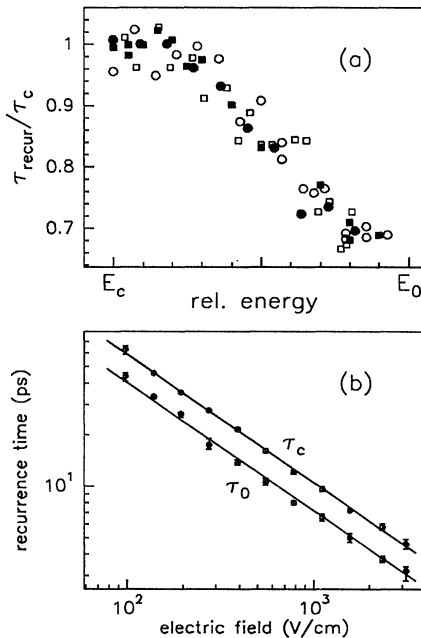 (a)
τrecur/τc
1
0.9
0.8
0.7
Ec
E0
rel. energy
(b)
recurrence time (ps)
10¹
τc
τ0
10²
10³
electric field (V/cm)